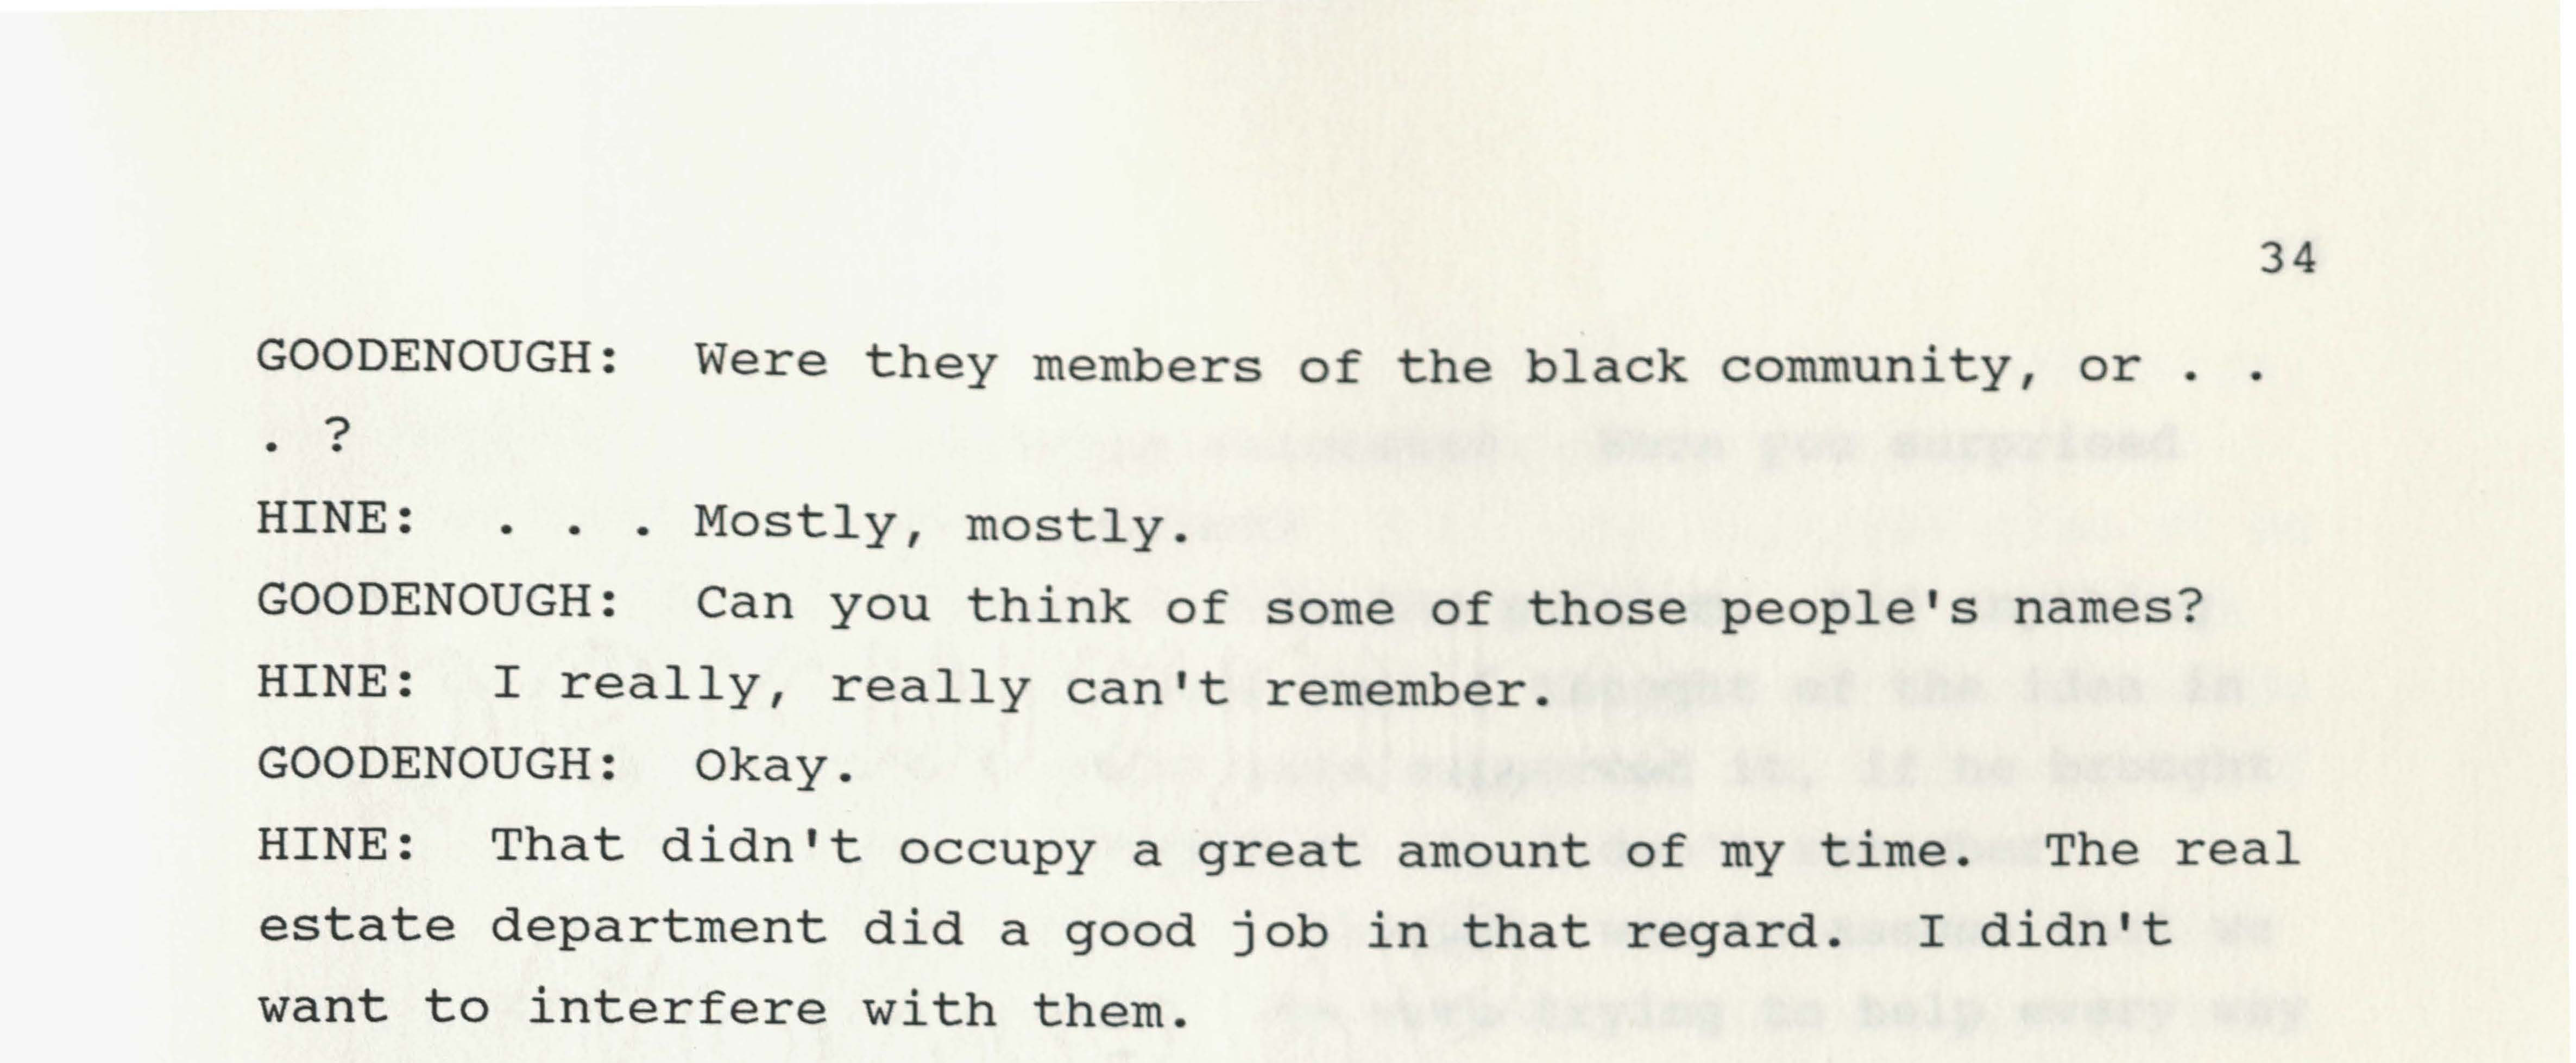 34
GOODENOUGH:  Were they members of the black community, or . .
. ?
HINE:  . . . Mostly, mostly.
GOODENOUGH:  Can you think of some of those people's names?
HINE:  I really, really can't remember.
GOODENOUGH:  Okay.
HINE:  That didn't occupy a great amount of my time.  The real
estate department did a good job in that regard.  I didn't
want to interfere with them.